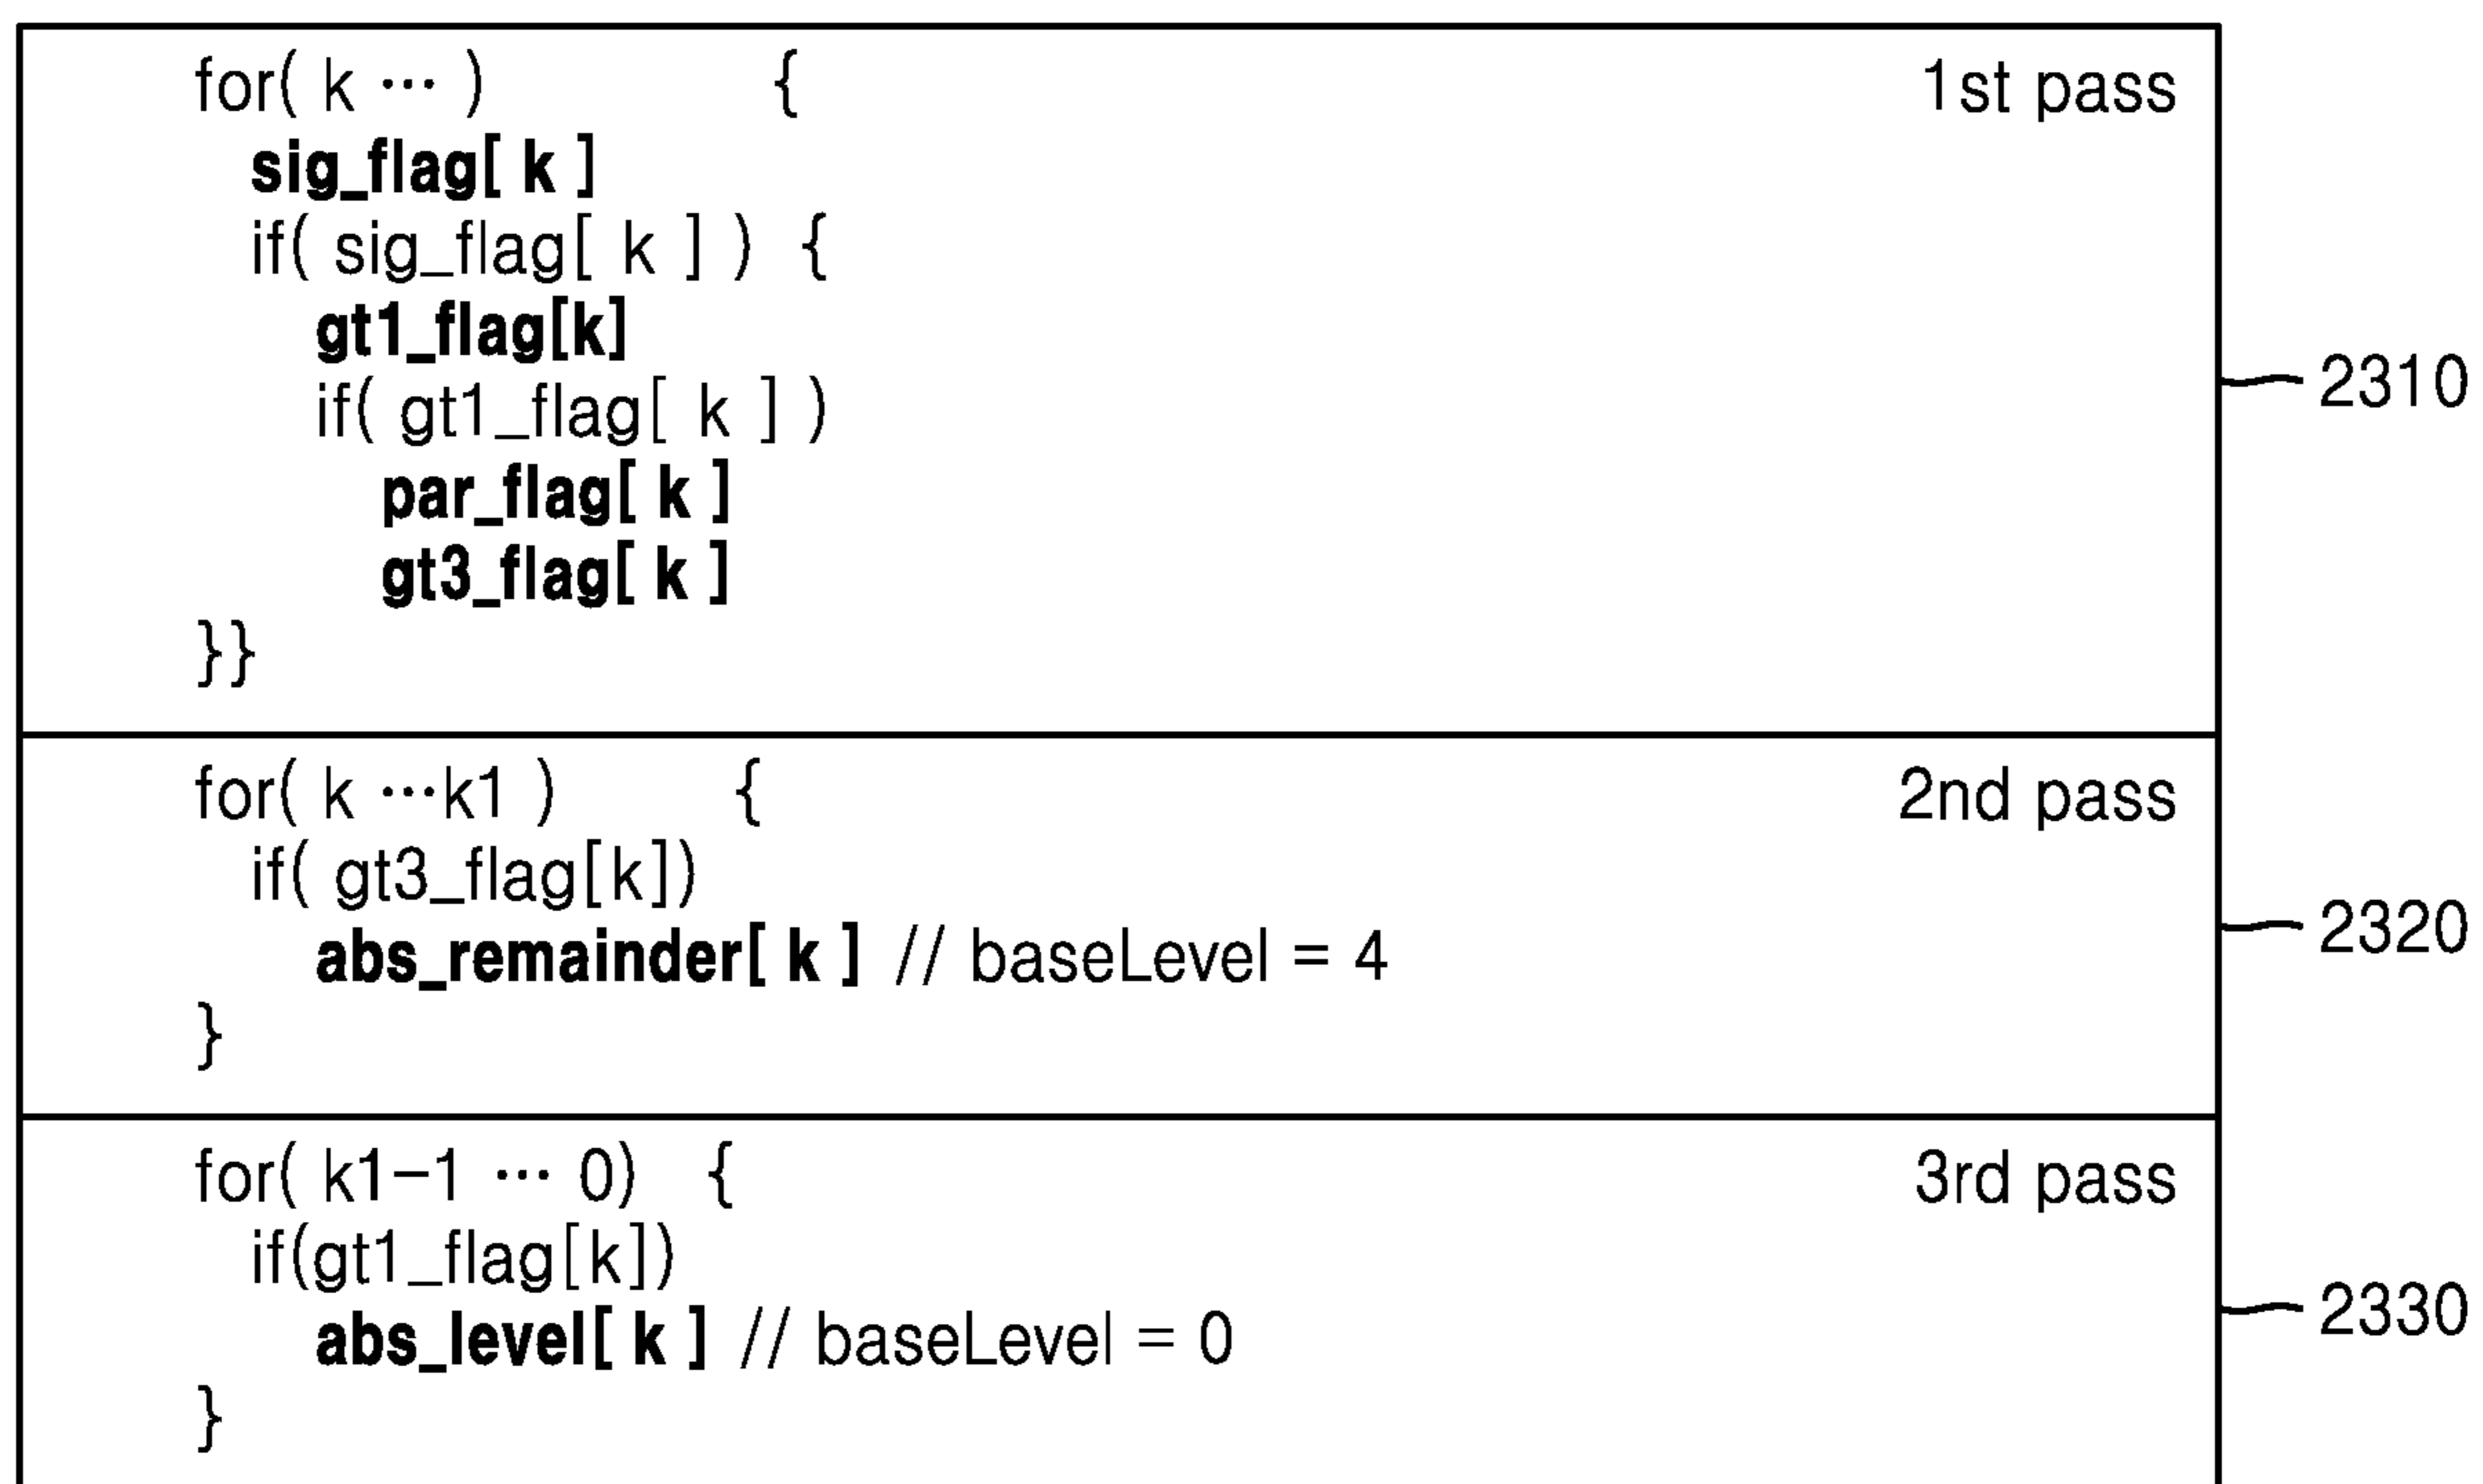 for( k ··· ) { 1st pass
sig_flag[ k ]
if( sig_flag[ k ] ) {
gt1_flag[k]
if( gt1_flag[ k ] )
par_flag[ k ]
gt3_flag[ k ]
}}
2310
for( k ···k1 ) { 2nd pass
if( gt3_flag[k])
abs_remainder[ k ] // baseLevel = 4
}
2320
for( k1−1 ··· 0) { 3rd pass
if(gt1_flag[k])
abs_level[ k ] // baseLevel = 0
}
2330